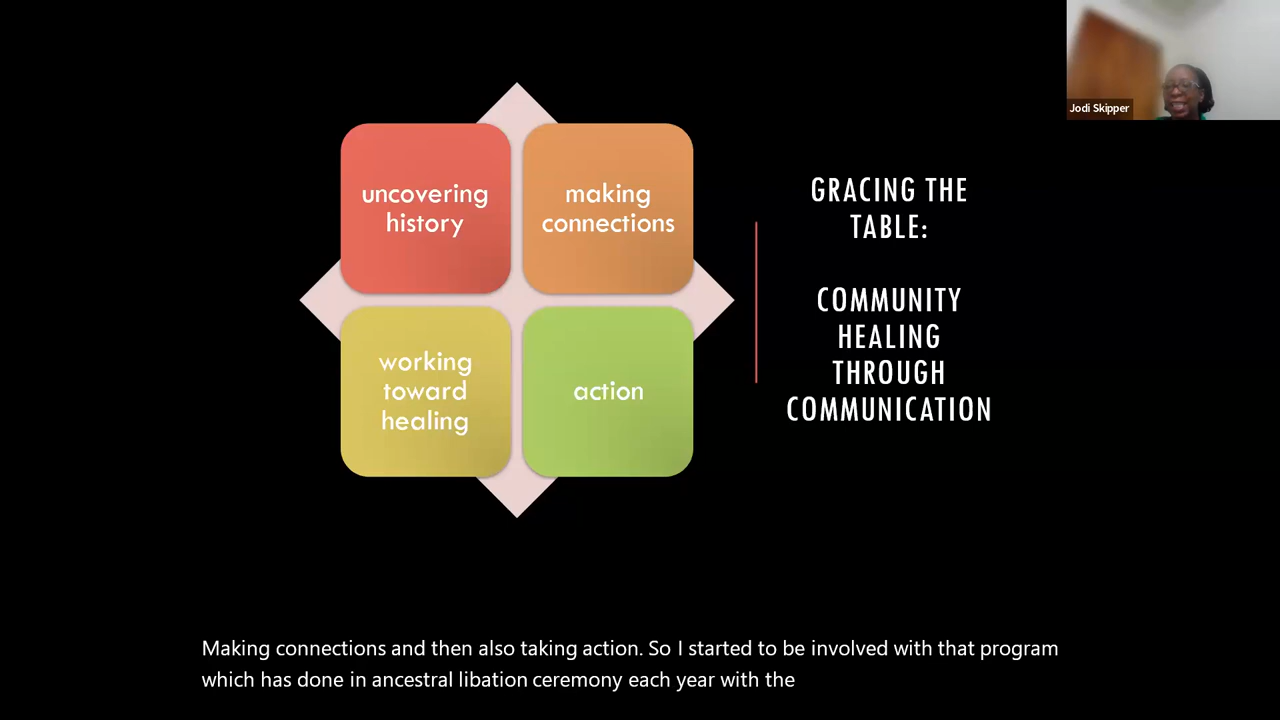 Jodi Skipper
uncovering
history
making
connections
working
toward
healing
action
GRACING THE
TABLE:
COMMUNITY
HEALING
THROUGH
COMMUNICATION
Making connections and then also taking action. So I started to be involved with that program
which has done in ancestral libation ceremony each year with the